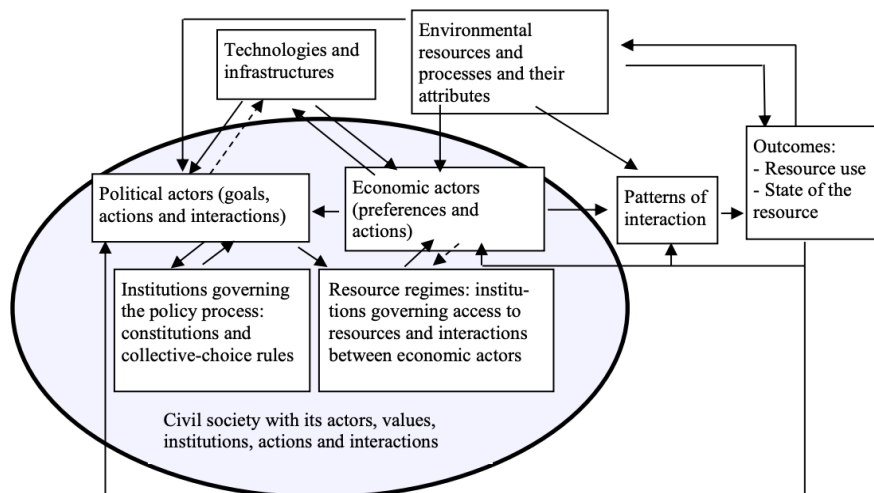 Technologies and
infrastructures
Environmental
resources and
processes and their
attributes
Political actors (goals,
actions and interactions)
Economic actors
(preferences and
actions)
Patterns of
interaction
Outcomes:
- Resource use
- State of the
resource
Institutions governing
the policy process:
constitutions and
collective-choice rules
Resource regimes: institu-
tions governing access to
resources and interactions
between economic actors
Civil society with its actors, values,
institutions, actions and interactions